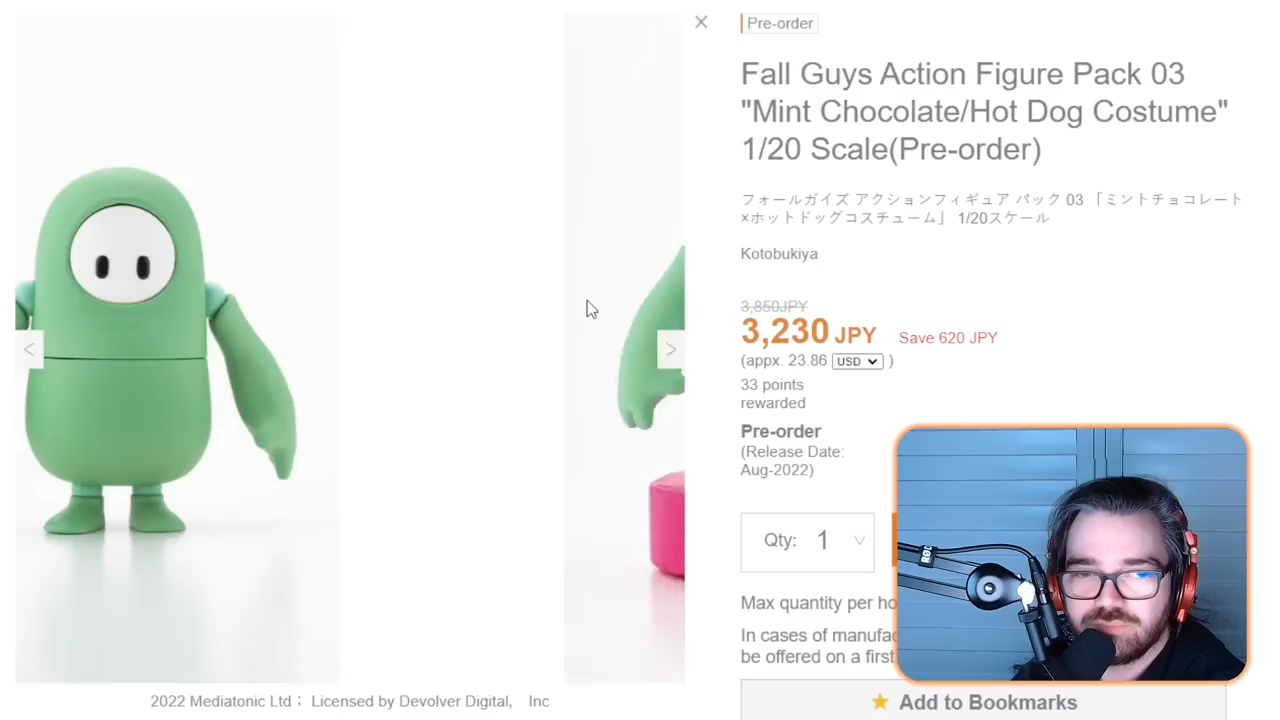 Pre-order
Fall Guys Action Figure Pack 03
"Mint Chocolate/Hot Dog Costume"
1/20 Scale(Pre-order)
フォールガイズ アクションフィギュア パック 03 「ミントチョコレート
×ホットドッグコスチューム」 1/20スケール
Kotobukiya
3,850JPY
3,230 JPY Save 620 JPY
(appx. 23.86 USD )
33 points
rewarded
Pre-order
(Release Date:
Aug-2022)
Qty: 1
Max quantity per ho
In cases of manufac
be offered on a first
Add to Bookmarks
2022 Mediatonic Ltd； Licensed by Devolver Digital, Inc